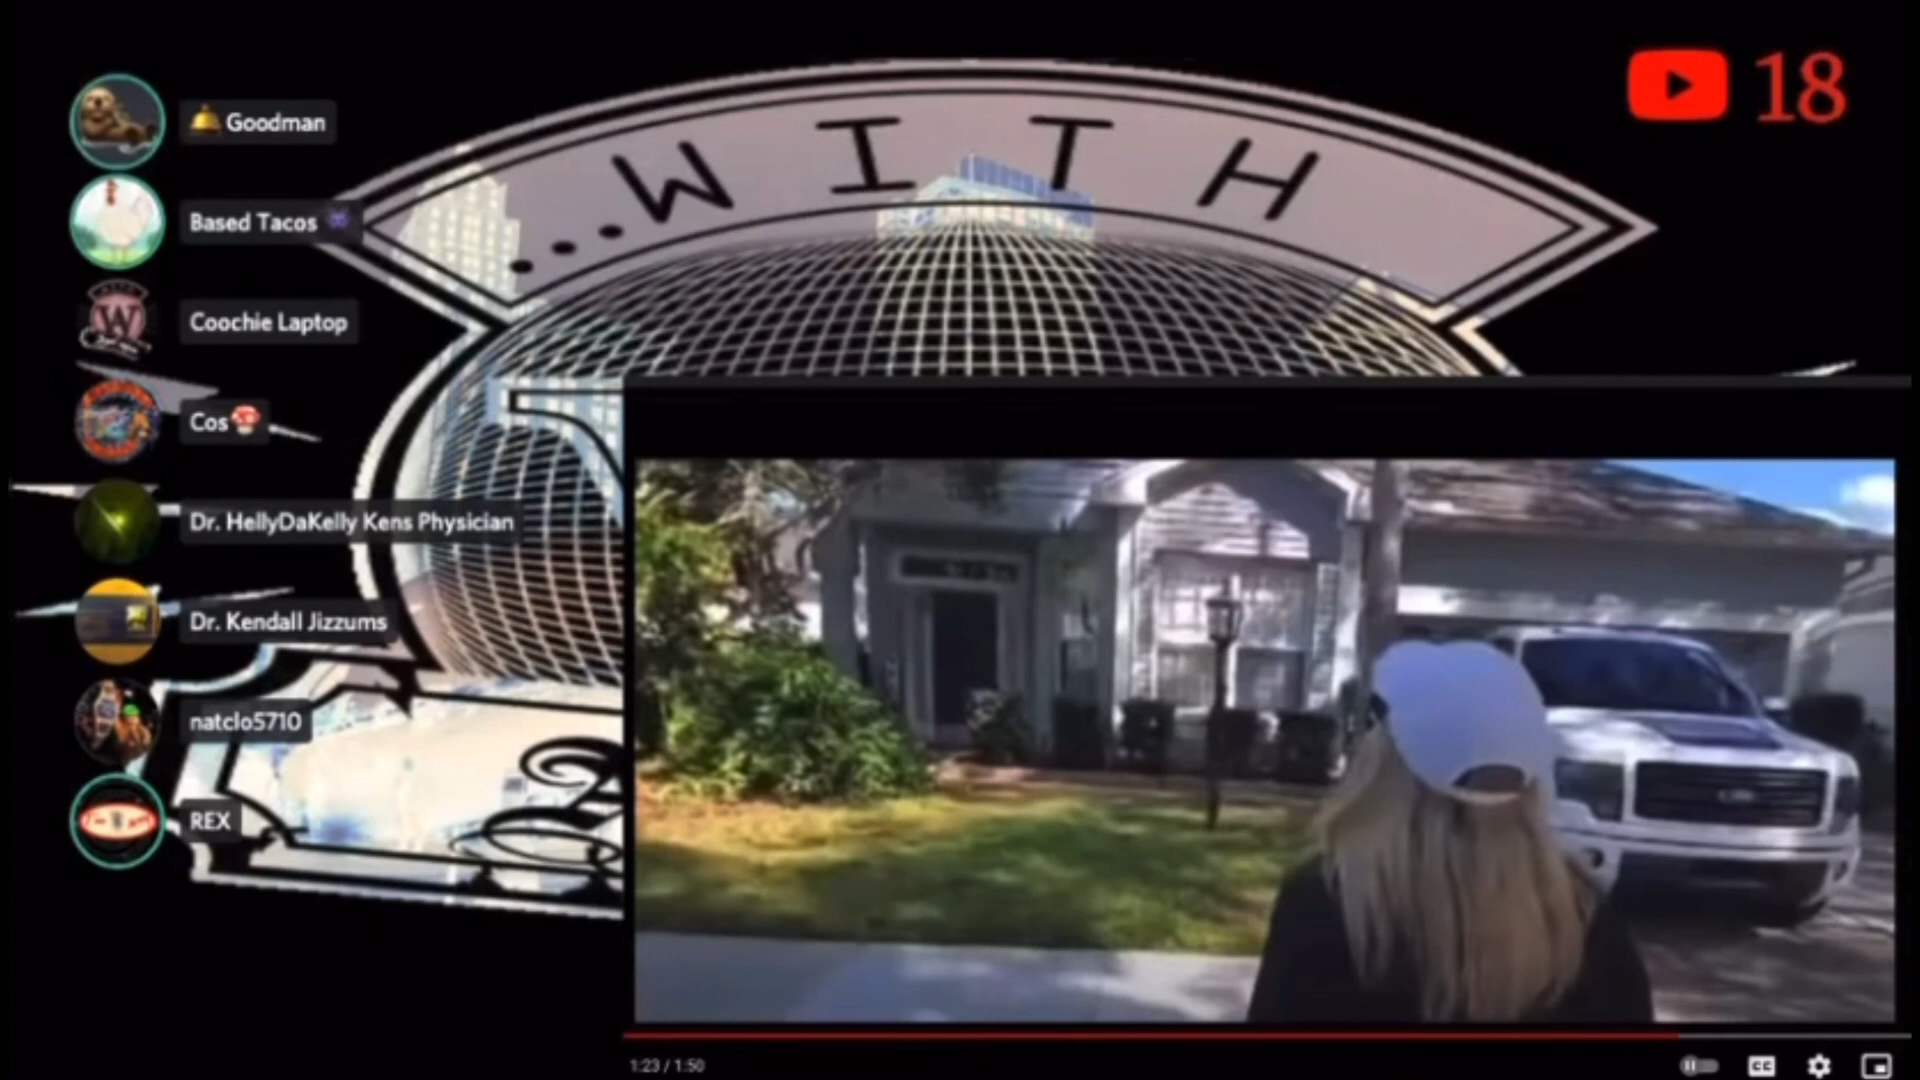 18
Goodman
...WITH
Based Tacos
W
Coochie Laptop
Cos
Dr. HellyDaKelly Kens Physician
Dr. Kendall Jizzums
natclo5710
REX
1:23 / 1:50
CC